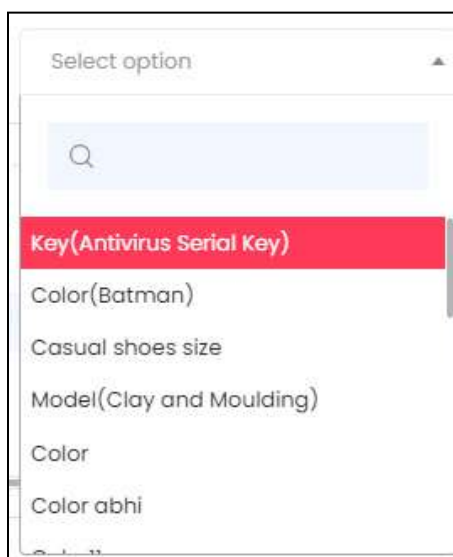 Select option
Key(Antivirus Serial Key)
Color(Batman)
Casual shoes size
Model(Clay and Moulding)
Color
Color abhi